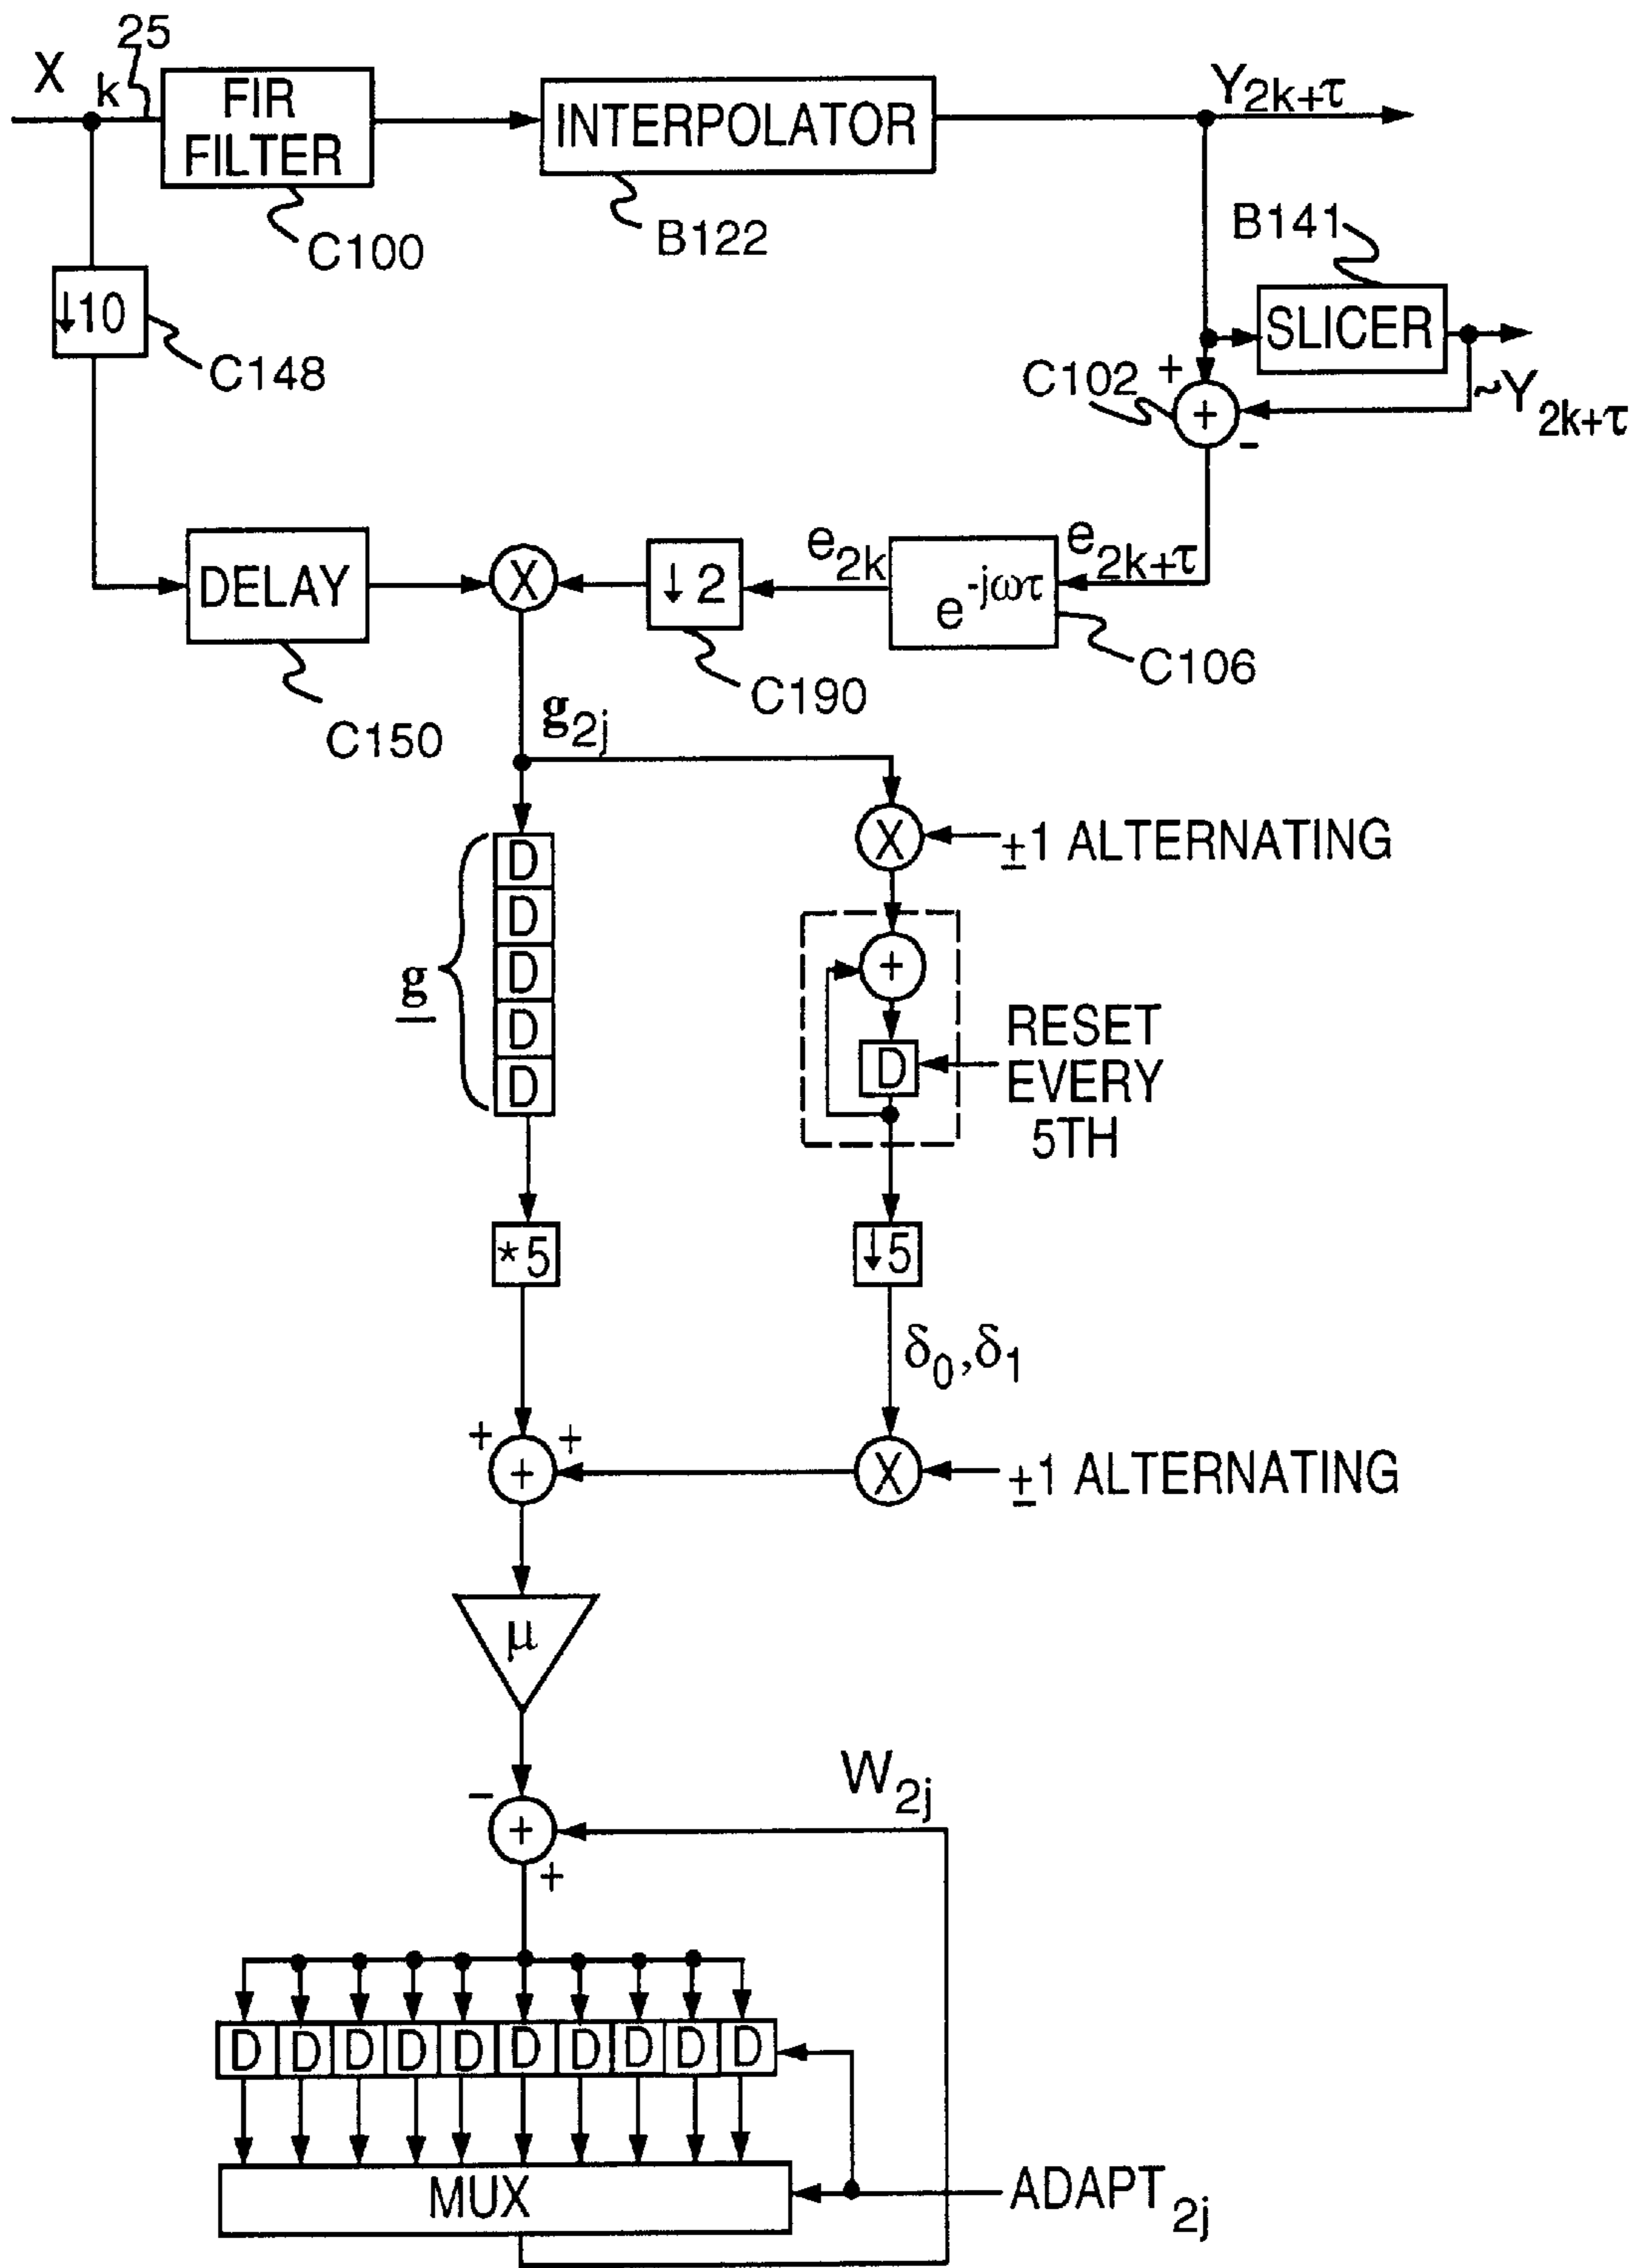 25
X k
FIR
FILTER
INTERPOLATOR
Y2k+τ
C100
B122
B141
↓10
C148
SLICER
C102
+
+
-
~Y2k+τ
DELAY
X
↓2
e2k
e-jωτ
e2k+τ
C106
C190
C150
g2j
X
±1 ALTERNATING
D
D
D
D
D
g
+
D
RESET
EVERY
5TH
*5
↓5
δ0,δ1
+
+
+
X
±1 ALTERNATING
μ
-
+
+
W2j
D D D D D D D D D D
MUX
ADAPT2j